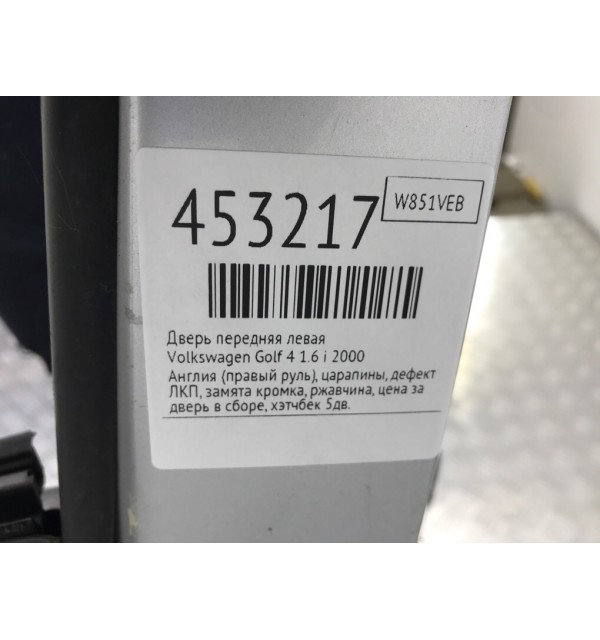 453217
W851VEB
Дверь передняя левая
Volkswagen Golf 4 1.6 i 2000
Англия (правый руль), царапины, дефект
ЛКП, замята кромка, ржавчина, цена за
дверь в сборе, хэтчбек 5дв.